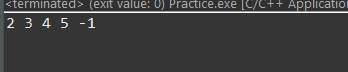 <terminated> (exit value: 0) Practice.exe [C/C++ Application
2 3 4 5 -1